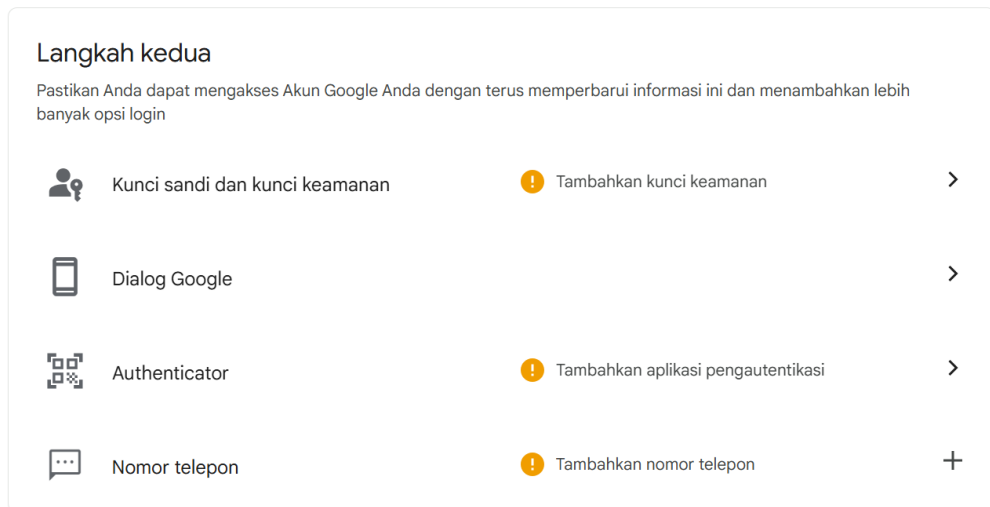 Langkah kedua
Pastikan Anda dapat mengakses Akun Google Anda dengan terus memperbarui informasi ini dan menambahkan lebih
banyak opsi login
Kunci sandi dan kunci keamanan
Tambahkan kunci keamanan
Dialog Google
Authenticator
Tambahkan aplikasi pengautentikasi
Nomor telepon
Tambahkan nomor telepon